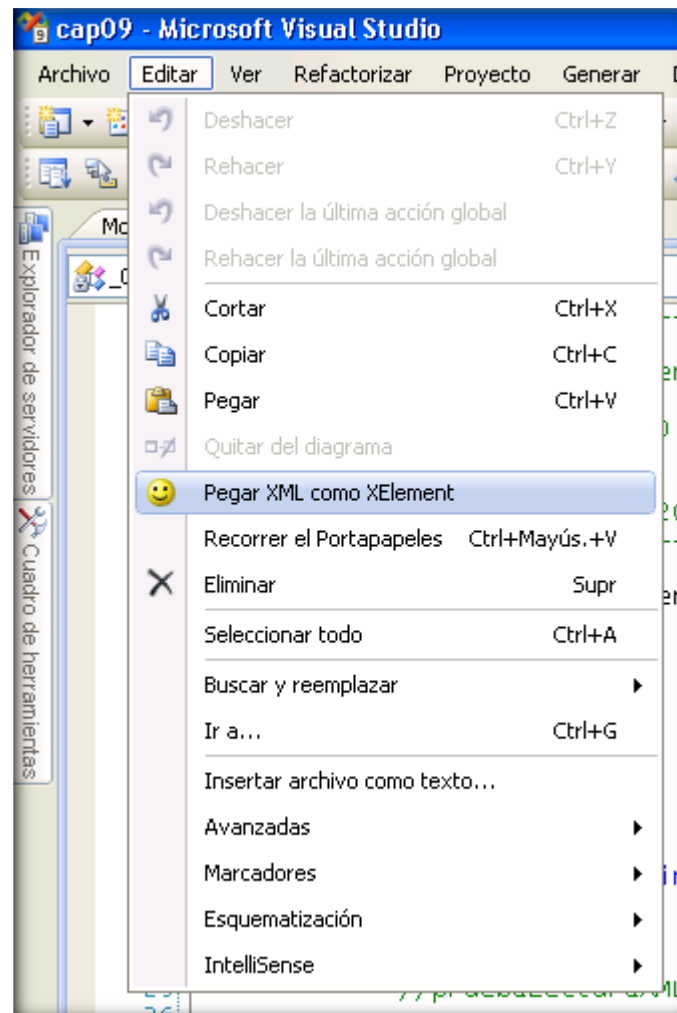 cap09 - Microsoft Visual Studio
Archivo Editar Ver Refactorizar Proyecto Generar
Deshacer Ctrl+Z
Rehacer Ctrl+Y
Deshacer la última acción global
Rehacer la última acción global
Cortar Ctrl+X
Copiar Ctrl+C
Pegar Ctrl+V
Quitar del diagrama
Pegar XML como XElement
Recorrer el Portapapeles Ctrl+Mayús.+V
Eliminar Supr
Seleccionar todo Ctrl+A
Buscar y reemplazar
Ir a... Ctrl+G
Insertar archivo como texto...
Avanzadas
Marcadores
Esquematización
IntelliSense
Explorador de servidores
Cuadro de herramientas